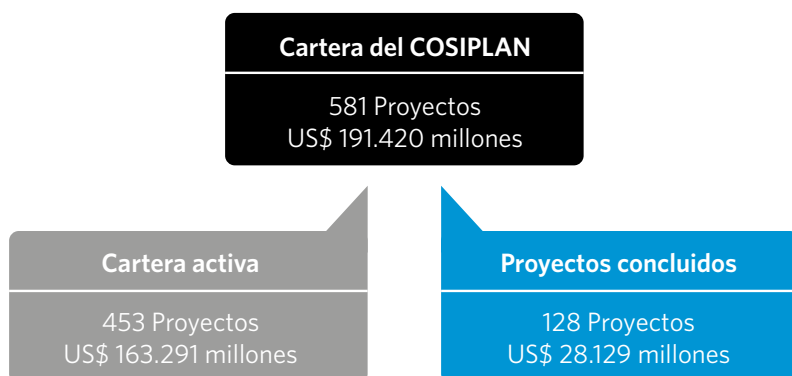 Cartera del COSIPLAN
581 Proyectos
US$ 191.420 millones
Cartera activa
453 Proyectos
US$ 163.291 millones
Proyectos concluidos
128 Proyectos
US$ 28.129 millones